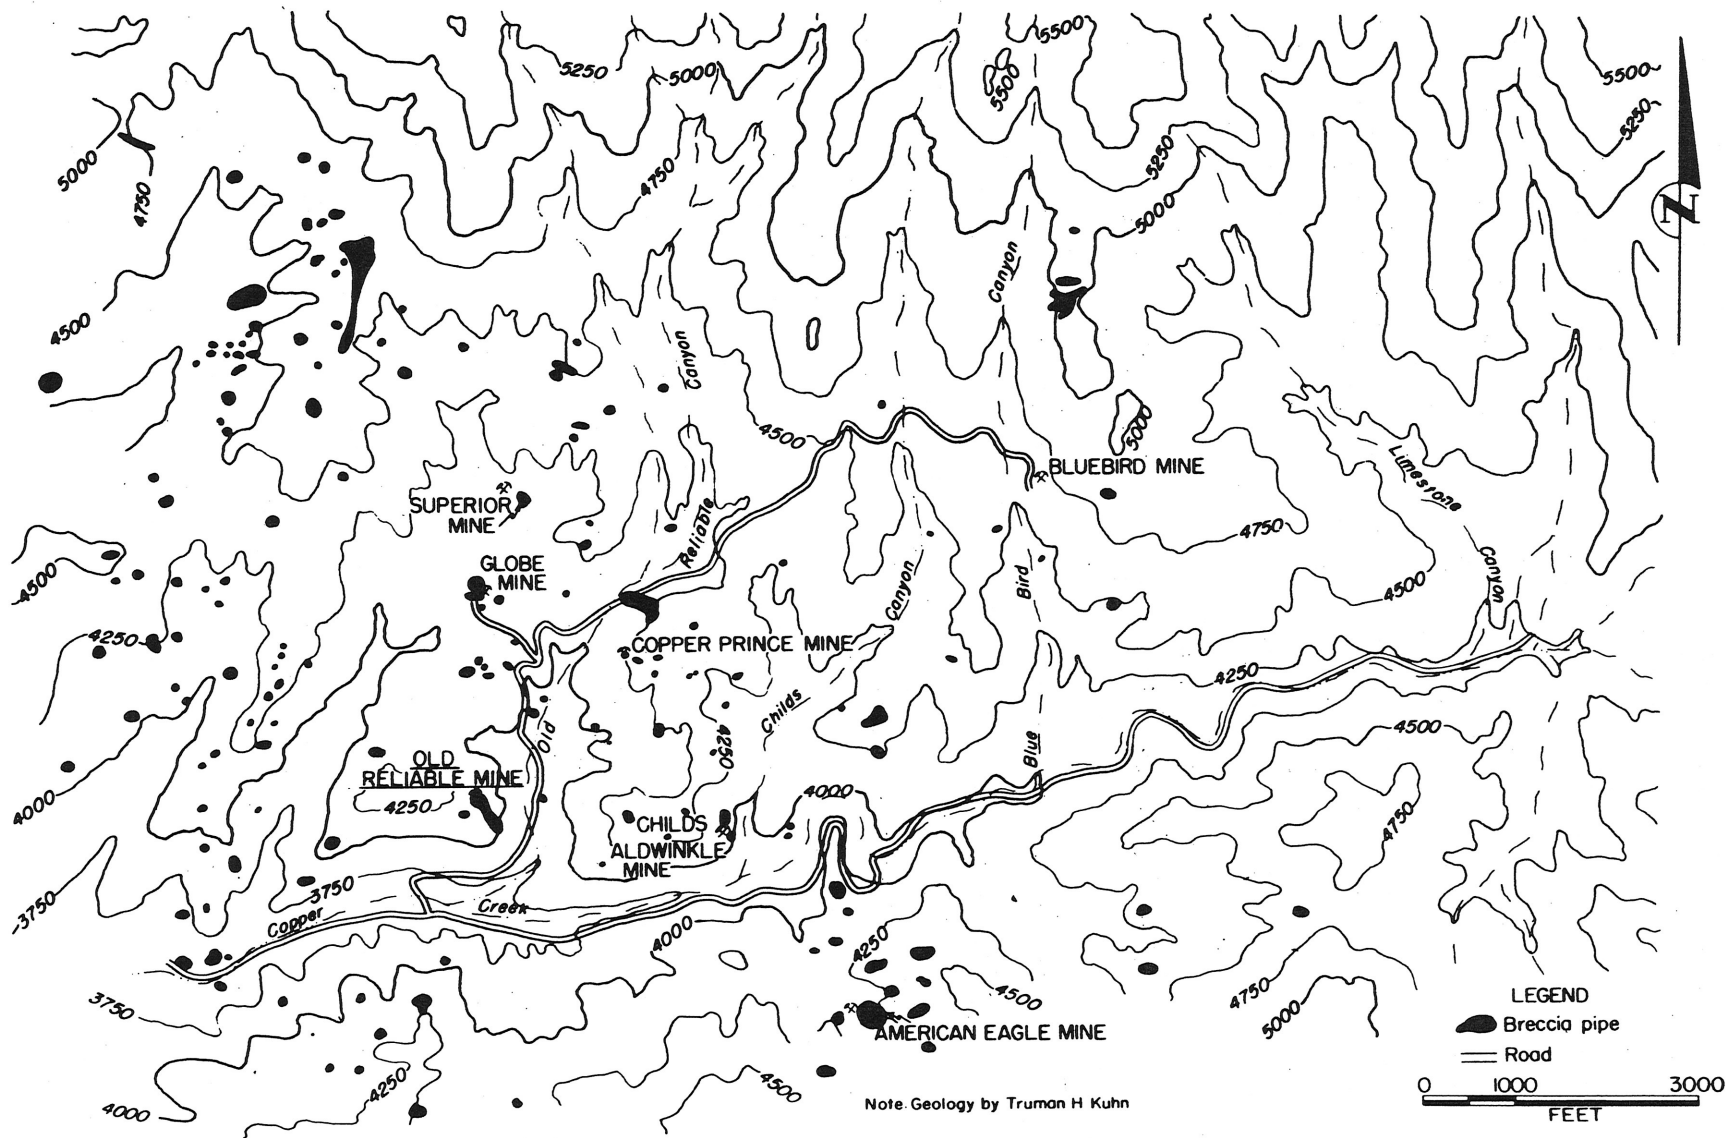 5500
5250
5000
5500
5500
5250
5000
4750
4750
5250
5000
N
Canyon
4500
Canyon
4500
5000
BLUEBIRD MINE
Limestone
SUPERIOR
MINE
Reliable
4750
GLOBE
MINE
4500
Canyon
Bird
Canyon
4500
4250
COPPER PRINCE MINE
4250
Childs
4500
Old
4250
Blue
OLD
RELIABLE MINE
4250
4000
4000
4750
CHILDS
ALDWINKLE
MINE
3750
3750
Copper
Creek
4000
4250
3750
4500
4750
5000
AMERICAN EAGLE MINE
4250
4500
4000
LEGEND
Breccia pipe
Road
0 1000 3000
FEET
Note. Geology by Truman H Kuhn